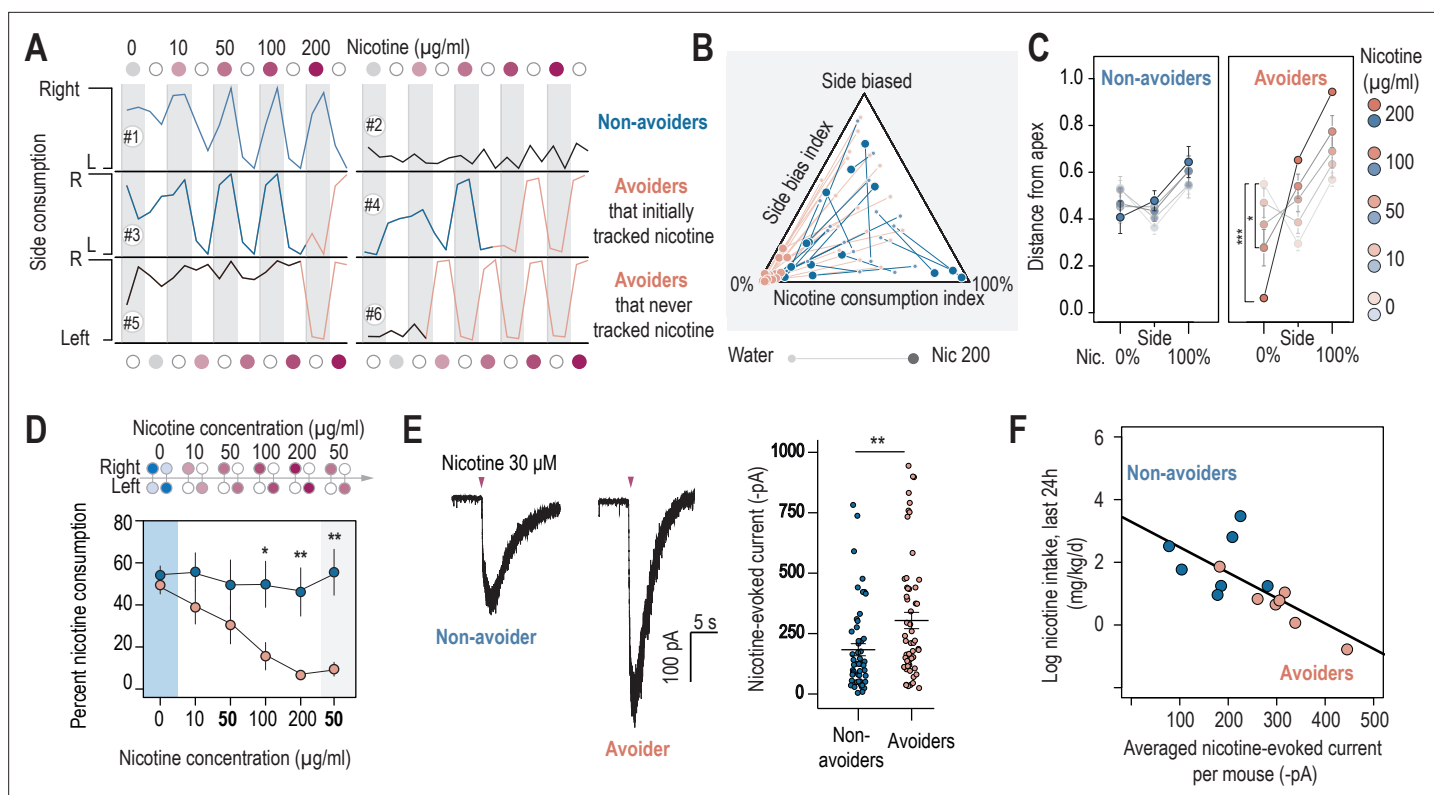 A
0 10 50 100 200 Nicotine (µg/ml)
Right
L
R
L
R
Left
Side consumption
#1
#2
#3
#4
#5
#6
Non-avoiders
Avoiders
that initially
tracked nicotine
Avoiders
that never
tracked nicotine
B
Side biased
Side bias index
0%
100%
Nicotine consumption index
Water
Nic 200
C
Nicotine
(µg/ml)
Non-avoiders
Avoiders
Distance from apex
1.0
0.8
0.6
0.4
0.2
0.0
***
*
Side
Nic. 0% 100%
Side
0% 100%
200
100
50
10
0
D
Nicotine concentration (µg/ml)
0 10 50 100 200 50
Right
Left
Percent nicotine consumption
80
60
40
20
0
* ** **
0 10 50 100 200 50
Nicotine concentration (µg/ml)
E
Nicotine 30 µM
Non-avoider
Avoider
5 s
100 pA
Nicotine-evoked current (-pA)
1000
750
500
250
0
**
Non-
avoiders
Avoiders
F
Log nicotine intake, last 24h
(mg/kg/d)
6
4
2
0
Non-avoiders
Avoiders
100 200 300 400 500
Averaged nicotine-evoked current
per mouse (-pA)